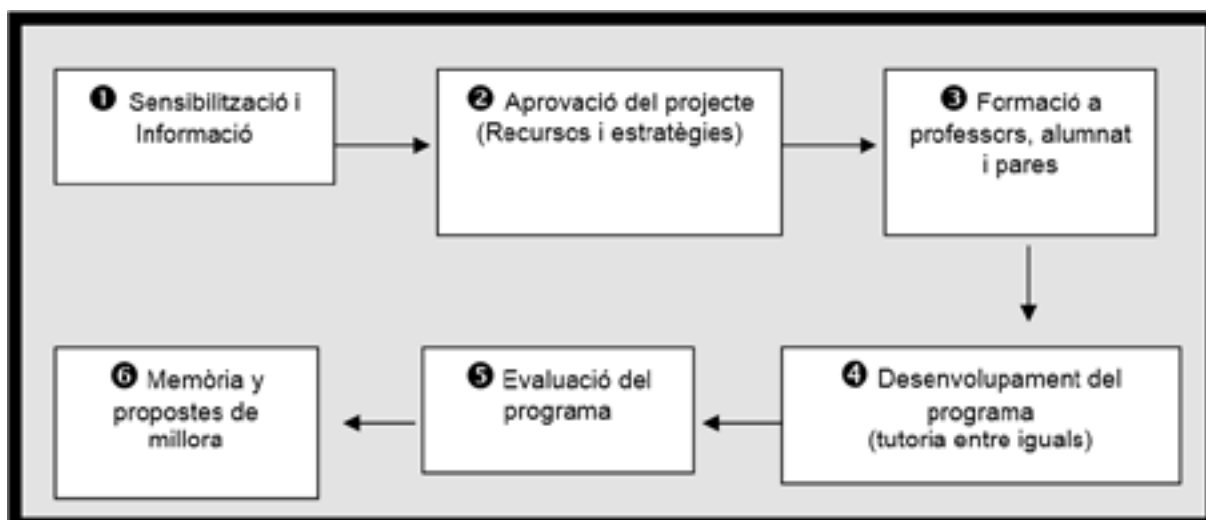 ❶ Sensibilització i
Informació
❷ Aprovació del projecte
(Recursos i estratègies)
❸ Formació a
professors, alumnat
i pares
❹ Desenvolupament del
programa
(tutoria entre iguals)
❺ Evaluació del
programa
❻ Memòria y
propostes de
millora